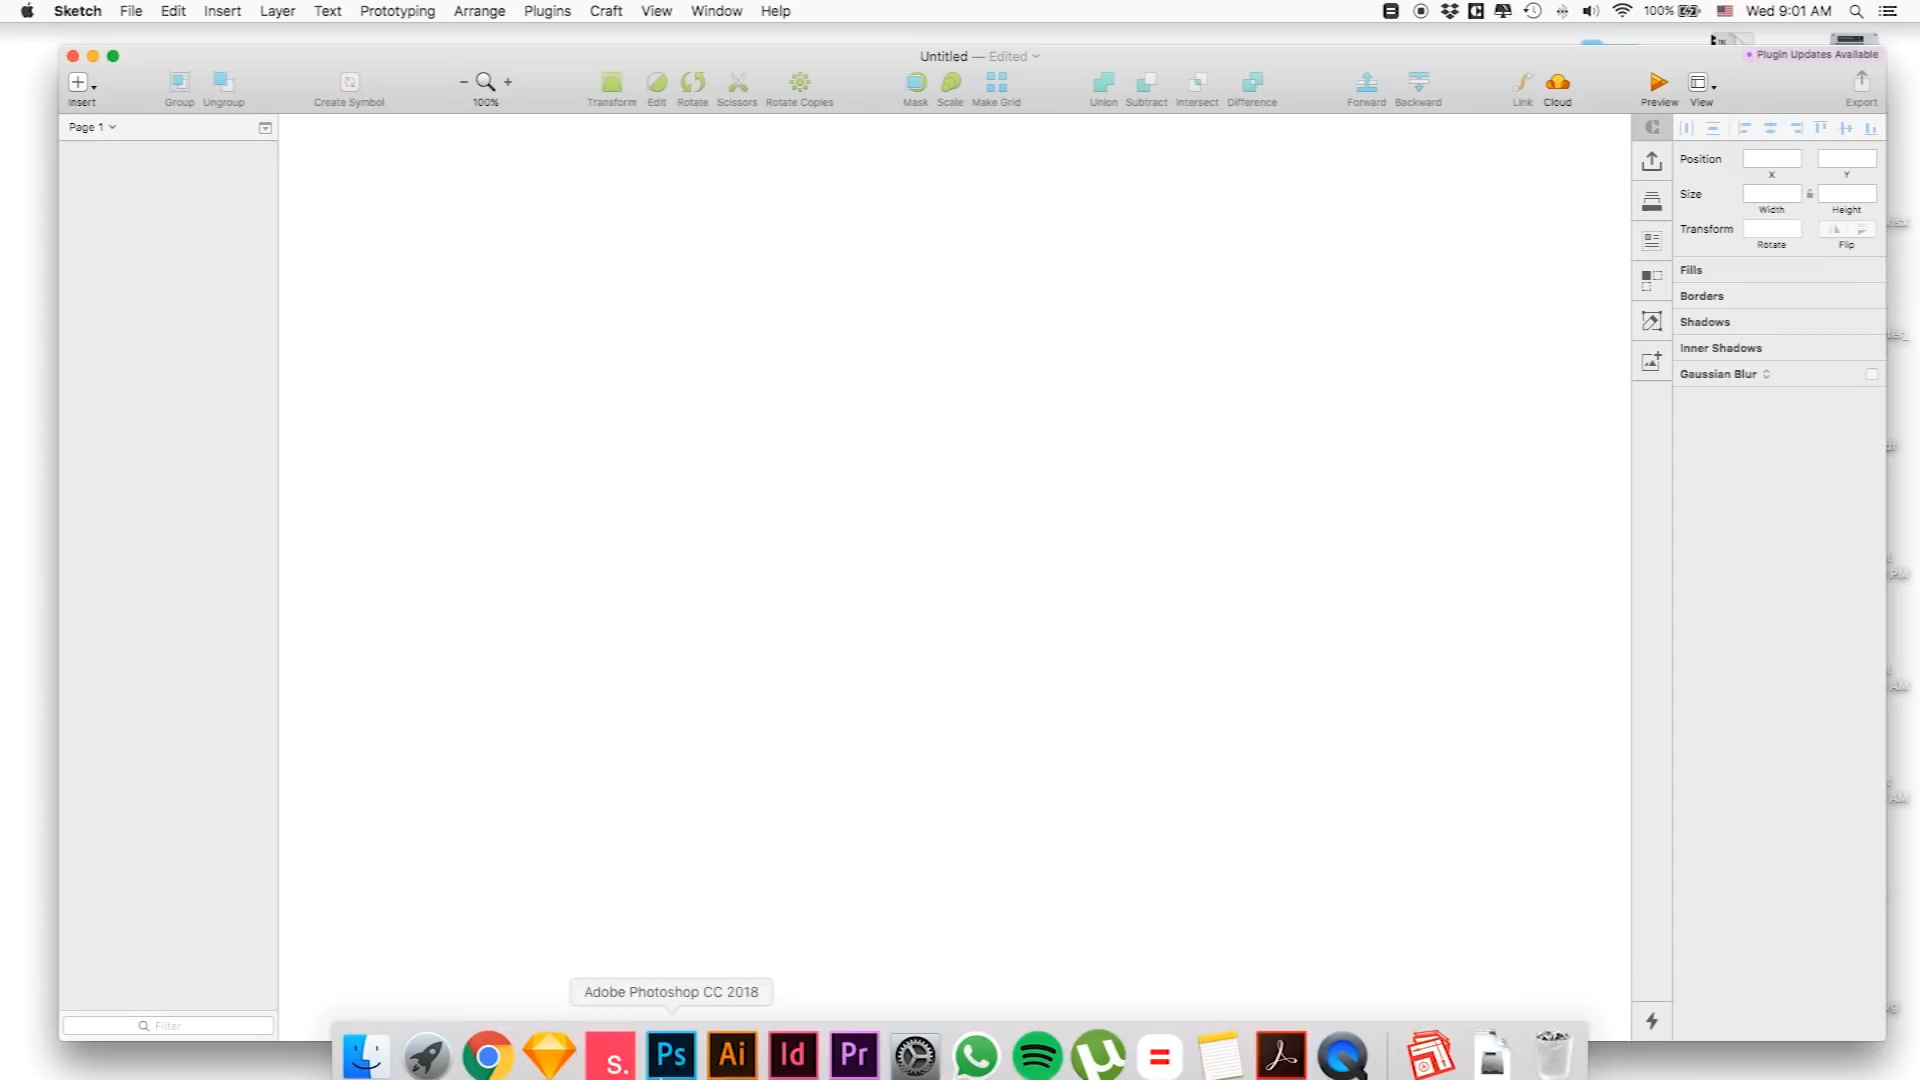 Sketch File Edit Insert Layer Text Prototyping Arrange Plugins Craft View Window Help 100% Wed 9:01 AM
Untitled — Edited
Plugin Updates Available
Insert Group Ungroup Create Symbol 100% Transform Edit Rotate Scissors Rotate Copies Mask Scale Make Grid Union Subtract Intersect Difference Forward Backward Link Cloud Preview View Export
Page 1
Position
X Y
Size
Width Height
Transform
Rotate Flip
Fills
Borders
Shadows
Inner Shadows
Gaussian Blur
PM
AM
AM
Adobe Photoshop CC 2018
Filter
s. Ps Ai Id Pr